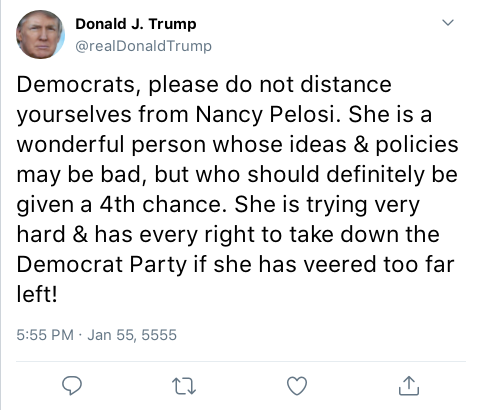 Donald J. Trump
@realDonaldTrump
Democrats, please do not distance
yourselves from Nancy Pelosi. She is a
wonderful person whose ideas & policies
may be bad, but who should definitely be
given a 4th chance. She is trying very
hard & has every right to take down the
Democrat Party if she has veered too far
left!
5:55 PM · Jan 55, 5555